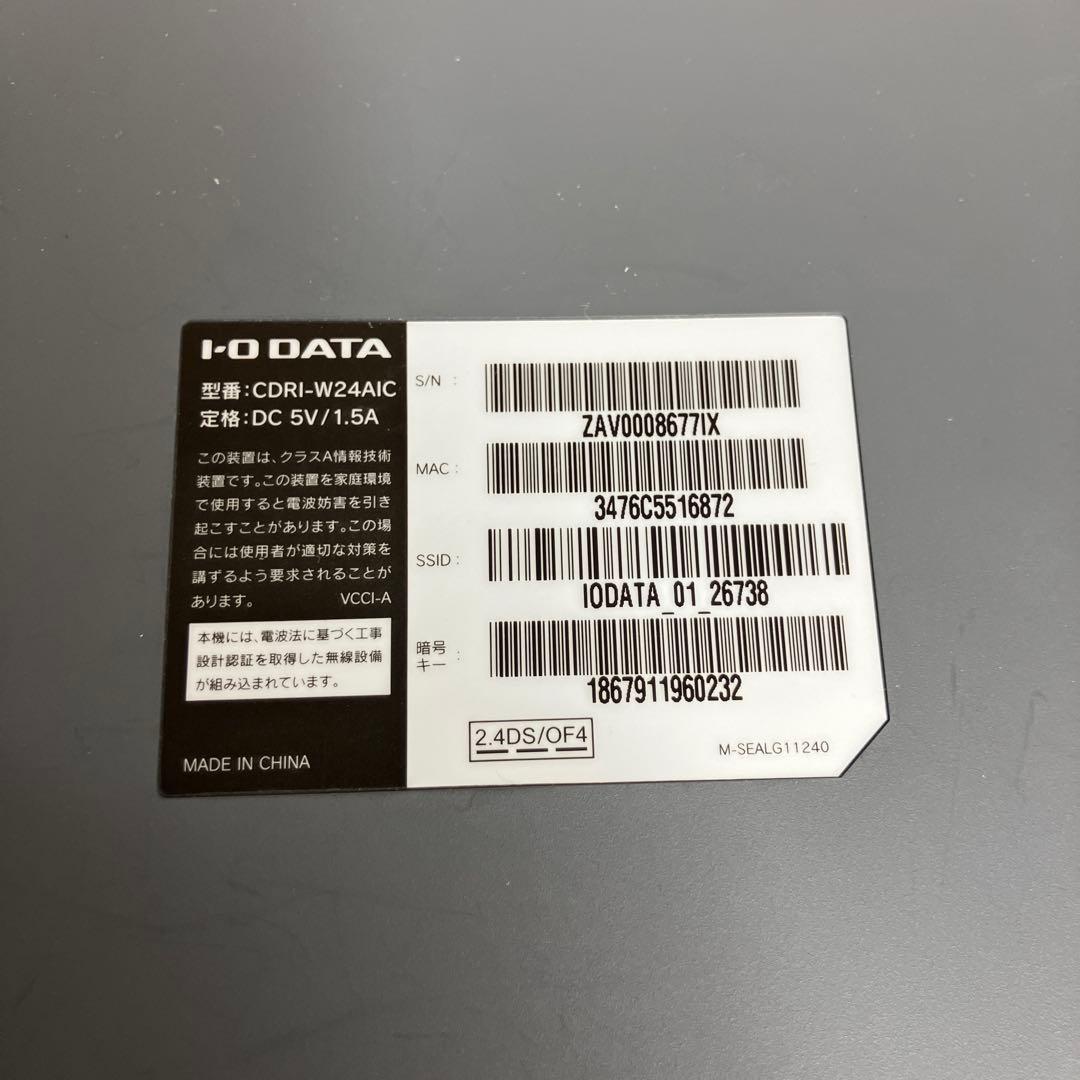 I-O DATA
型番:CDRI-W24AIC
定格:DC 5V/1.5A
この装置は、クラスA情報技術
装置です。この装置を家庭環境
で使用すると電波妨害を引き
起こすことがあります。この場
合には使用者が適切な対策を
講ずるよう要求されることが
あります。 VCCI-A
本機には、電波法に基づく工事
設計認証を取得した無線設備
が組み込まれています。
MADE IN CHINA
S/N :
ZAV0008677IX
MAC :
3476C5516872
SSID :
IODATA_01_26738
暗号
キー :
1867911960232
2.4DS/OF4
M-SEALG11240